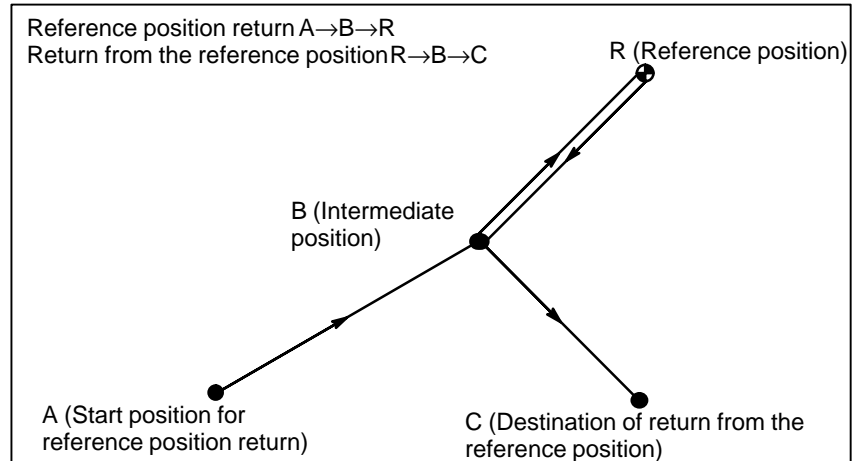 Reference position return A→B→R
Return from the reference position R→B→C
R (Reference position)
B (Intermediate
position)
A (Start position for
reference position return)
C (Destination of return from the
reference position)